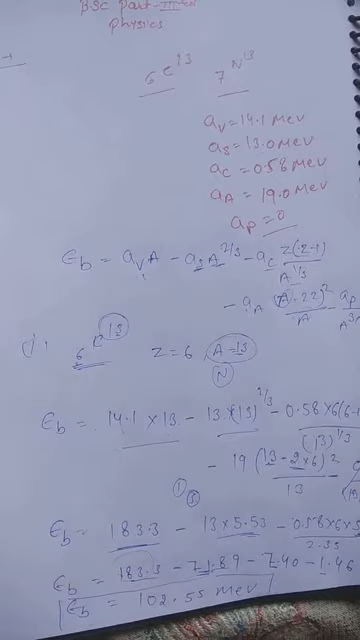 BSc Part-III
physics
6C13 7N13
av = 14.1 MeV
as = 13.0 MeV
ac = 0.58 MeV
aA = 19.0 MeV
ap = 0
Eb = avA - asA^2/3 - ac Z(Z-1)/A^1/3
- aA (A-2Z)^2/A - ap/A^3
(i). 6C13 Z=6, A=13
(N)
Eb = 14.1 × 13 - 13×(13)^2/3 - 0.58×6(6-1/(13)^1/3
- 19 (13-2×6)^2/13
Eb = 183.3 - 13×5.53 - 0.58×6×5/2.35
Eb = 183.3 - 71.89 - 7.40 - 1.46
Eb = 102.55 MeV